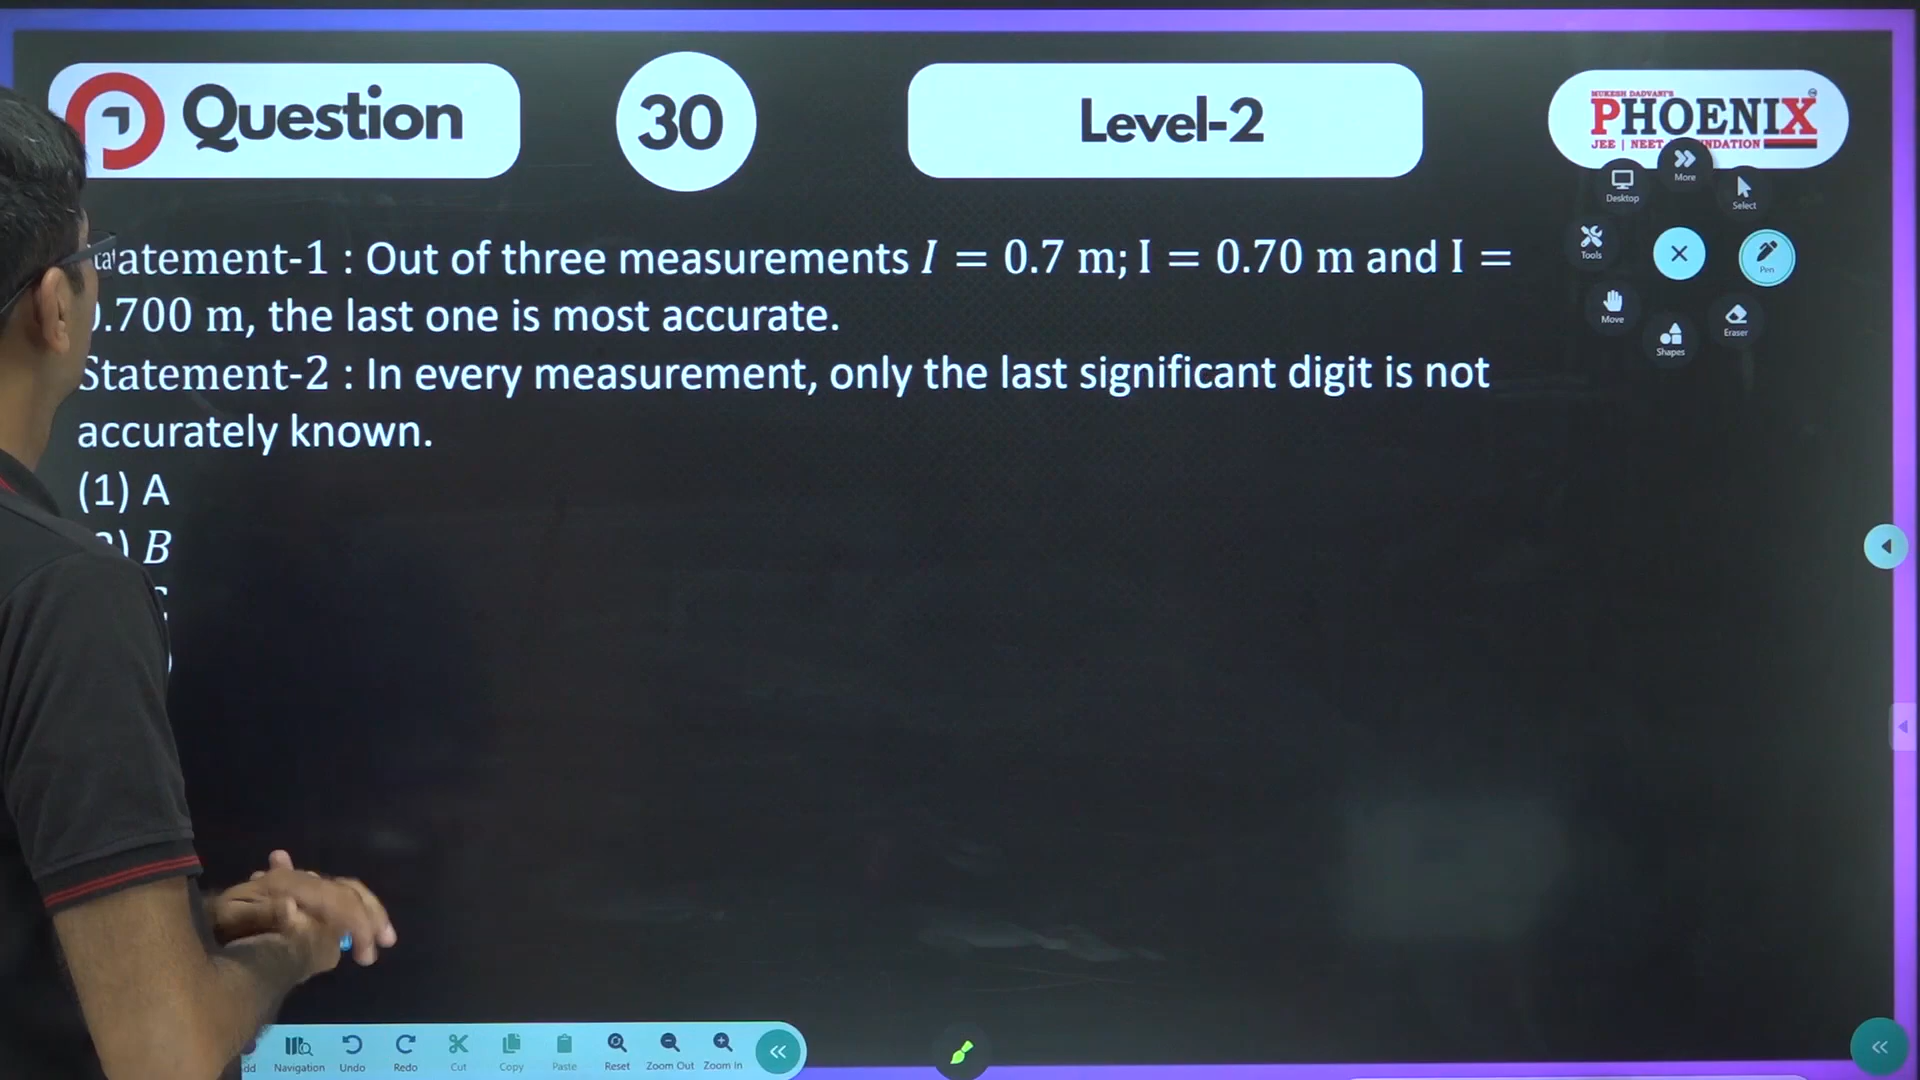 Question
30
Level-2
MUKESH DADVANI'S
PHOENIX
JEE | NEET
More
Desktop
Select
Tools
Pen
Move
Eraser
Shapes
atement-1 : Out of three measurements I = 0.7 m; I = 0.70 m and I =
.700 m, the last one is most accurate.
Statement-2 : In every measurement, only the last significant digit is not
accurately known.
(1) A
) B
Navigation Undo Redo Cut Copy Paste Reset Zoom Out Zoom In